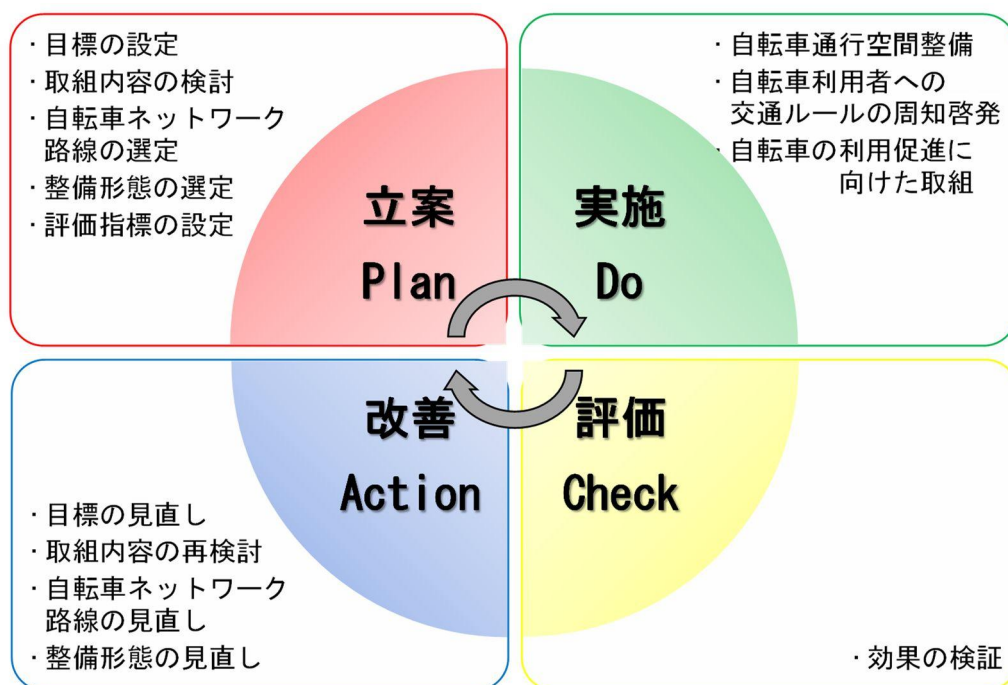 ・目標の設定
・取組内容の検討
・自転車ネットワーク
路線の選定
・整備形態の選定
・評価指標の設定
立案
Plan
・自転車通行空間整備
・自転車利用者への
交通ルールの周知啓発
・自転車の利用促進に
向けた取組
実施
Do
改善
Action
・目標の見直し
・取組内容の再検討
・自転車ネットワーク
路線の見直し
・整備形態の見直し
評価
Check
・効果の検証